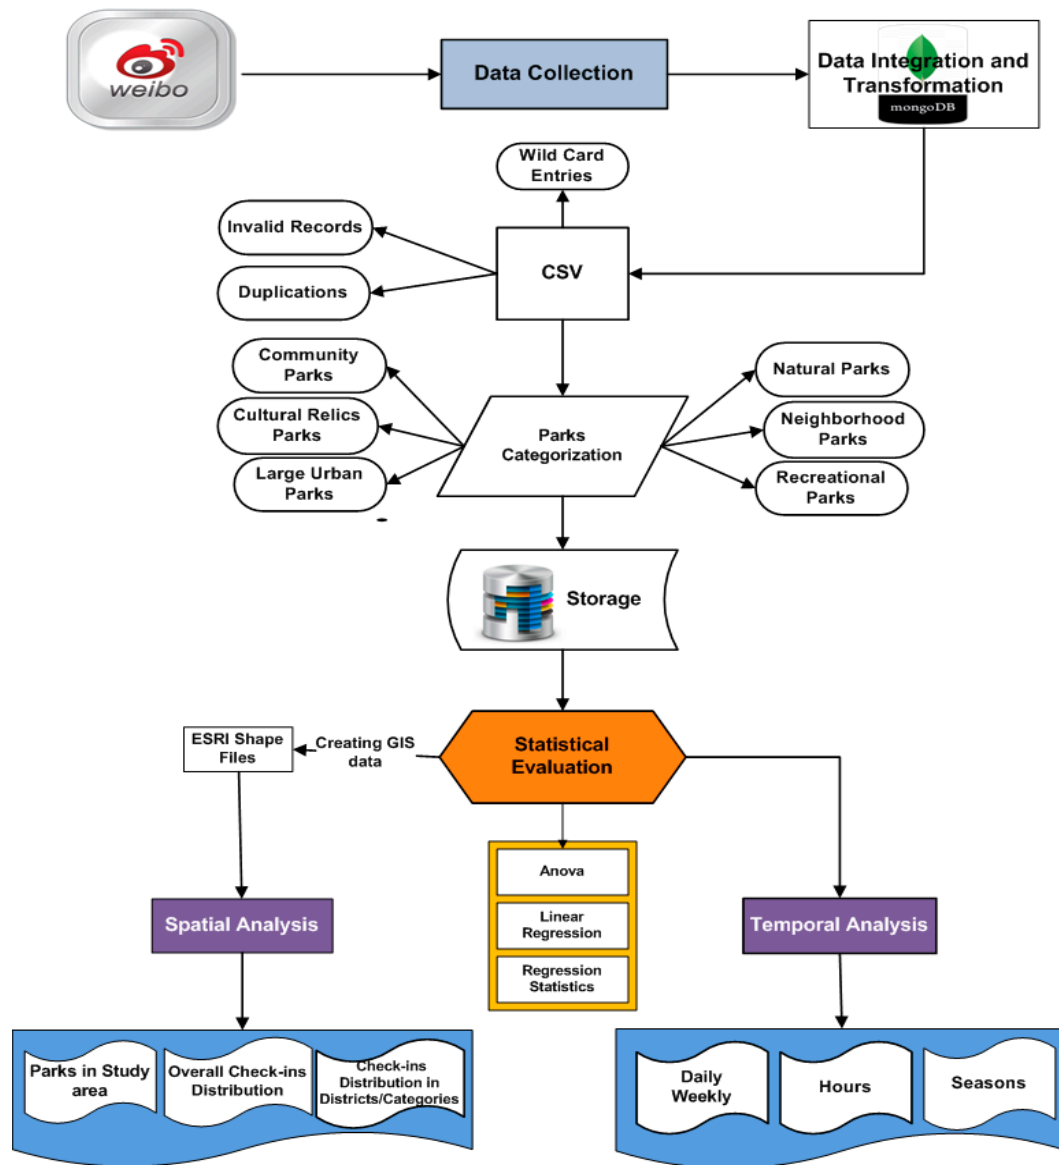 weibo
Data Collection
Data Integration and
Transformation
mongoDB
Wild Card
Entries
Invalid Records
Duplications
CSV
Community
Parks
Cultural Relics
Parks
Large Urban
Parks
Parks
Categorization
Natural Parks
Neighborhood
Parks
Recreational
Parks
Storage
ESRI Shape
Files
Creating GIS
data
Statistical
Evaluation
Anova
Linear
Regression
Regression
Statistics
Spatial Analysis
Temporal Analysis
Parks in Study
area
Overall Check-ins
Distribution
Check-ins
Distribution in
Districts/Categories
Daily
Weekly
Hours
Seasons